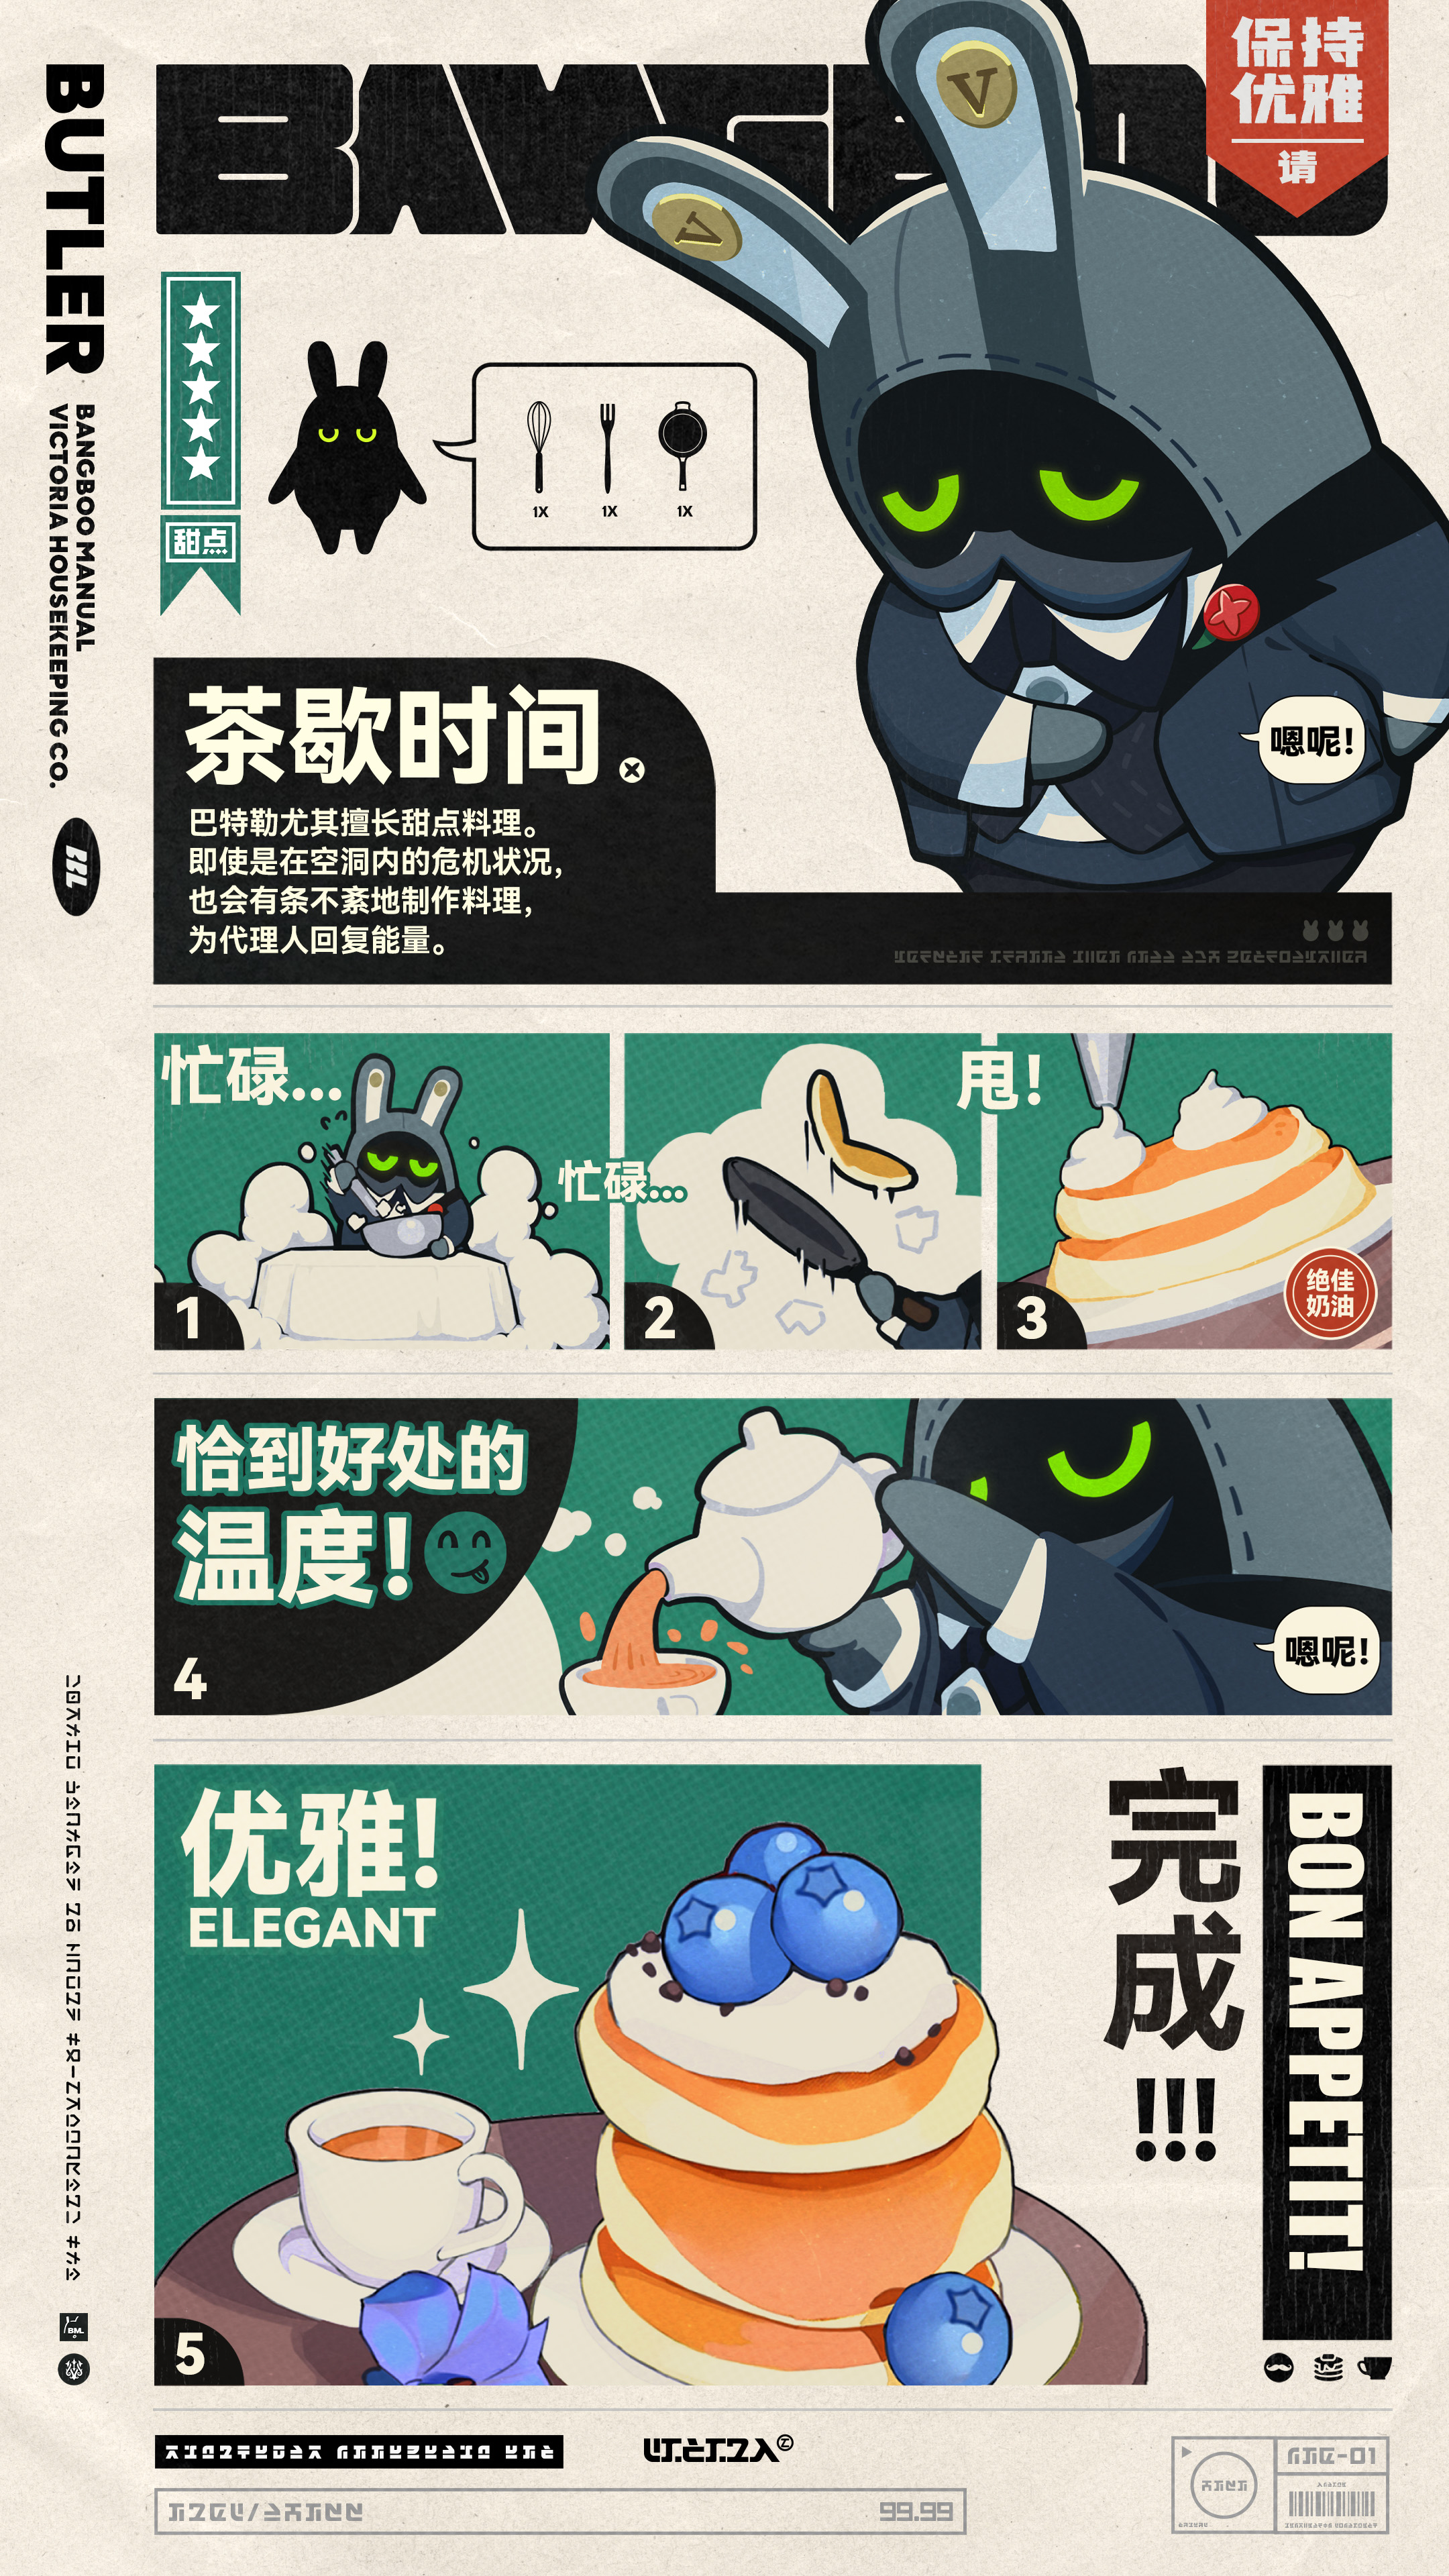 BUTLER
BANGBOO MANUAL
VICTORIA HOUSEKEEPING CO.
V
V
保持
优雅
请
甜点
1X
1X
1X
茶歇时间
巴特勒尤其擅长甜点料理。
即使是在空洞内的危机状况，
也会有条不紊地制作料理，
为代理人回复能量。
嗯呢!
忙碌...
忙碌...
甩!
1
2
3
绝佳
奶油
恰到好处的
温度!
4
嗯呢!
优雅!
ELEGANT
5
完成!!!
BON APPETIT!
BML
99.99